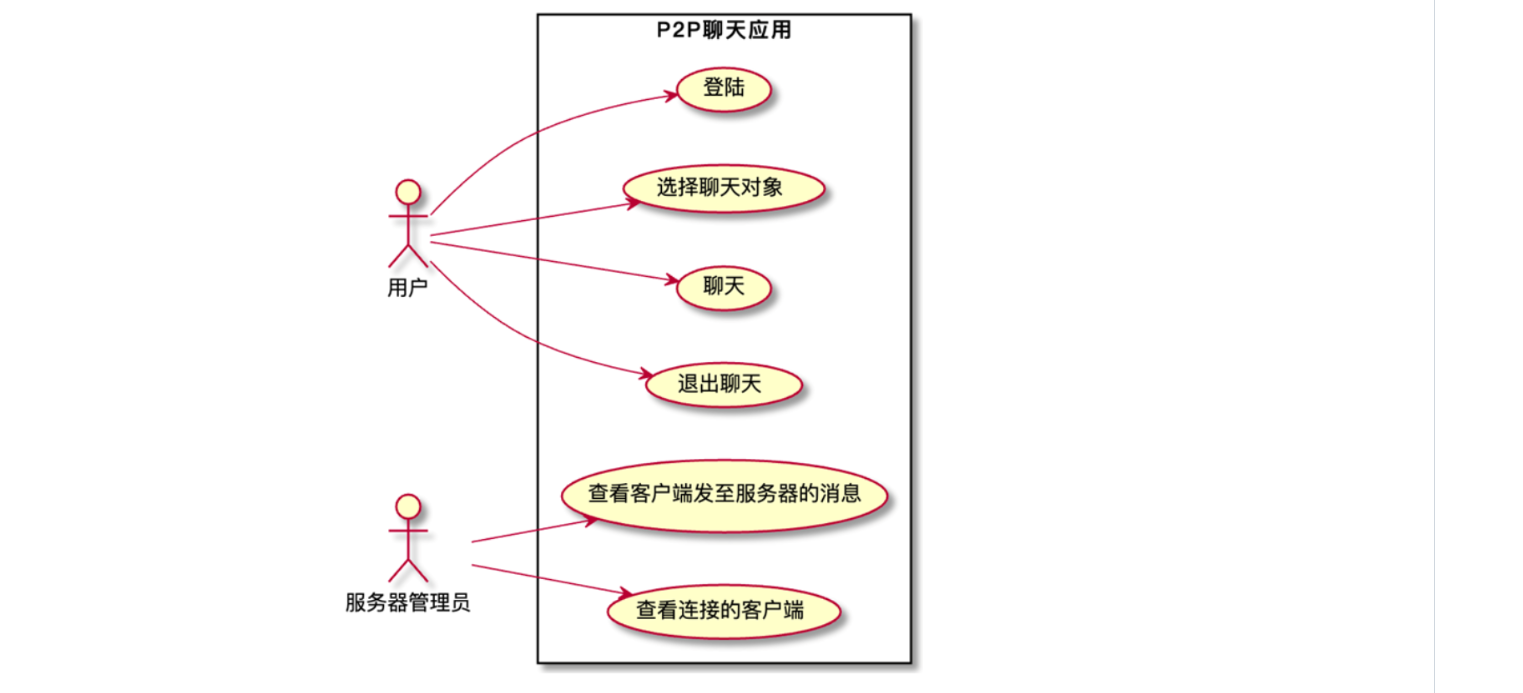 P2P聊天应用
登陆
选择聊天对象
聊天
用户
退出聊天
查看客户端发至服务器的消息
服务器管理员
查看连接的客户端